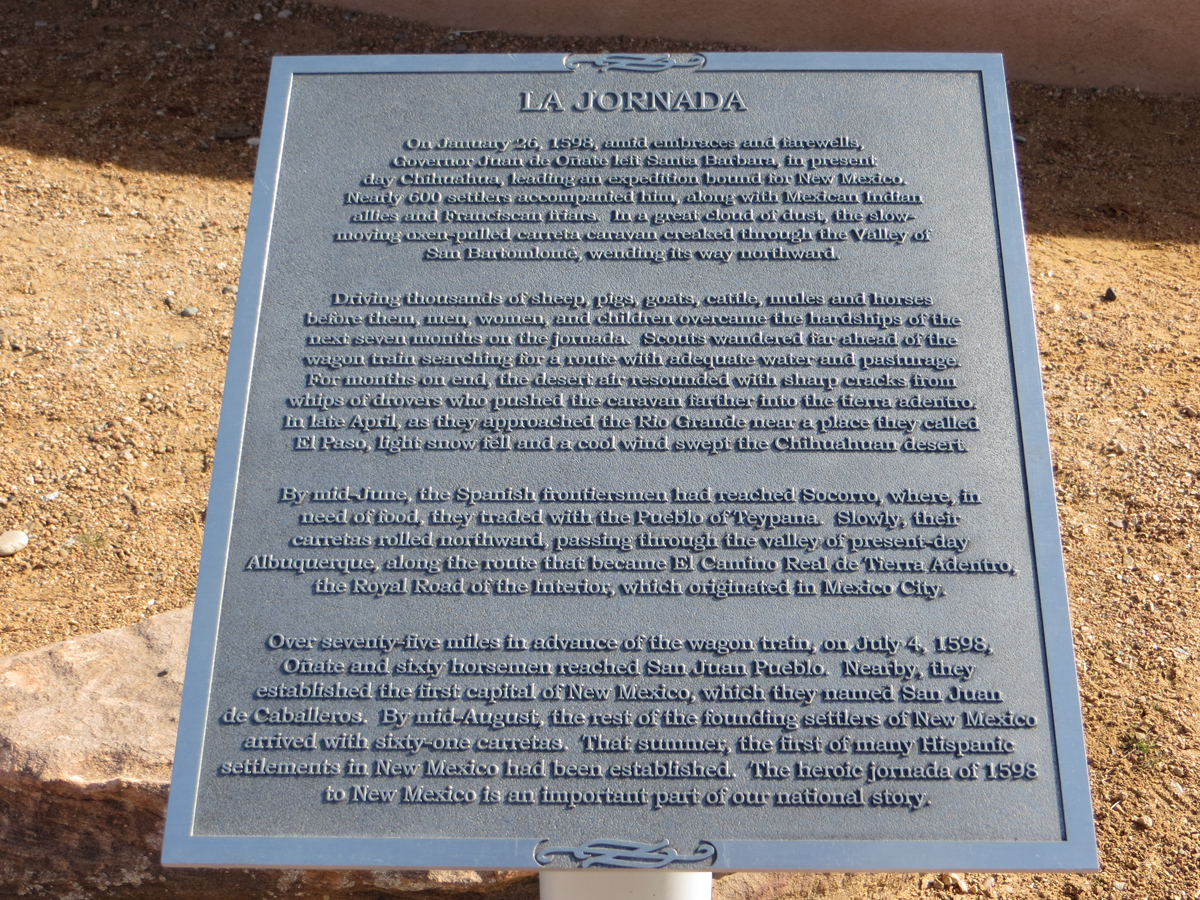 LA JORNADA
On January 26, 1598, amid embraces and farewells,
Governor Juan de Oñate left Santa Barbara, in present
day Chihuahua, leading an expedition bound for New Mexico.
Nearly 600 settlers accompanied him, along with Mexican Indian
allies and Franciscan friars. In a great cloud of dust, the slow-
moving oxen-pulled carreta caravan creaked through the Valley of
San Bartomlomé, wending its way northward.
Driving thousands of sheep, pigs, goats, cattle, mules and horses
before them, men, women, and children overcame the hardships of the
next seven months on the jornada. Scouts wandered far ahead of the
wagon train searching for a route with adequate water and pasturage.
For months on end, the desert air resounded with sharp cracks from
whips of drovers who pushed the caravan farther into the tierra adentro.
In late April, as they approached the Rio Grande near a place they called
El Paso, light snow fell and a cool wind swept the Chihuahuan desert.
By mid-June, the Spanish frontiersmen had reached Socorro, where, in
need of food, they traded with the Pueblo of Teypana. Slowly, their
carretas rolled northward, passing through the valley of present-day
Albuquerque, along the route that became El Camino Real de Tierra Adentro,
the Royal Road of the Interior, which originated in Mexico City.
Over seventy-five miles in advance of the wagon train, on July 4, 1598,
Oñate and sixty horsemen reached San Juan Pueblo. Nearby, they
established the first capital of New Mexico, which they named San Juan
de Caballeros. By mid-August, the rest of the founding settlers of New Mexico
arrived with sixty-one carretas. That summer, the first of many Hispanic
settlements in New Mexico had been established. The heroic jornada of 1598
to New Mexico is an important part of our national story.